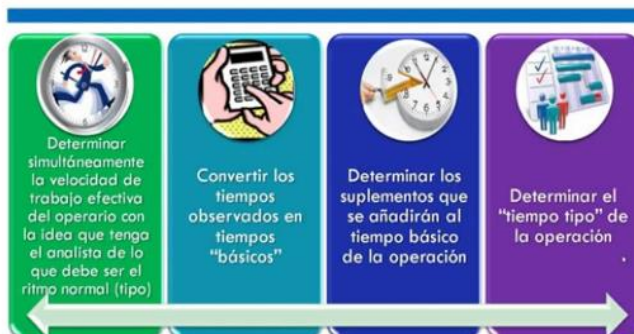 Determinar
simultáneamente
la velocidad de
trabajo efectiva
del operario con
la idea que tenga
el analista de lo
que debe ser el
ritmo normal (tipo)
Convertir los
tiempos
observados en
tiempos
"básicos"
Determinar los
suplementos que
se añadirán al
tiempo básico
de la operación
Determinar el
"tiempo tipo" de
la operación
.